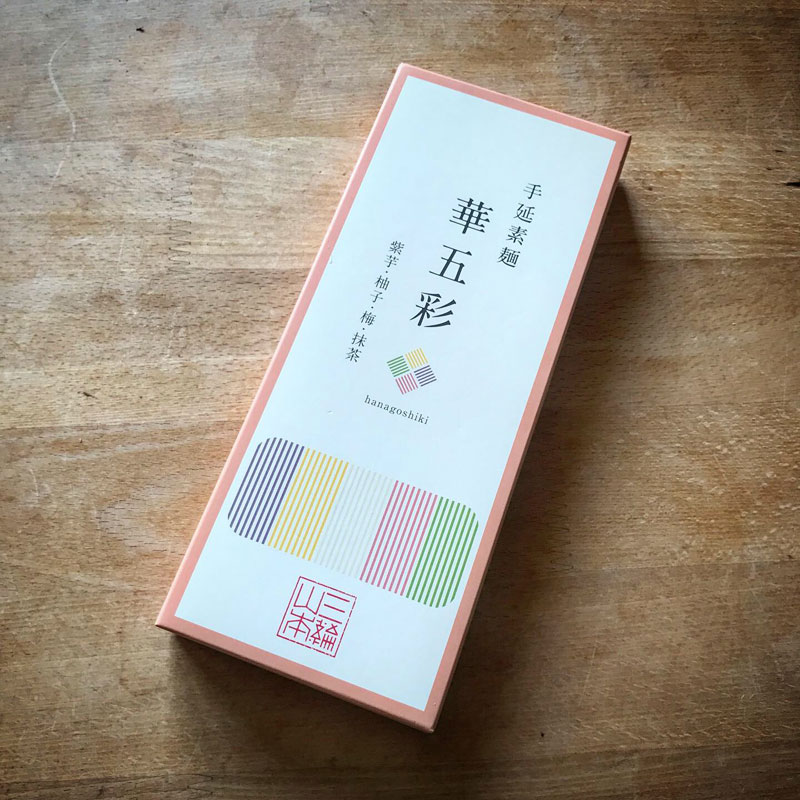 手延素麺
華五彩
紫芋・柚子・梅・抹茶
hanagoshiki
三輪
山本